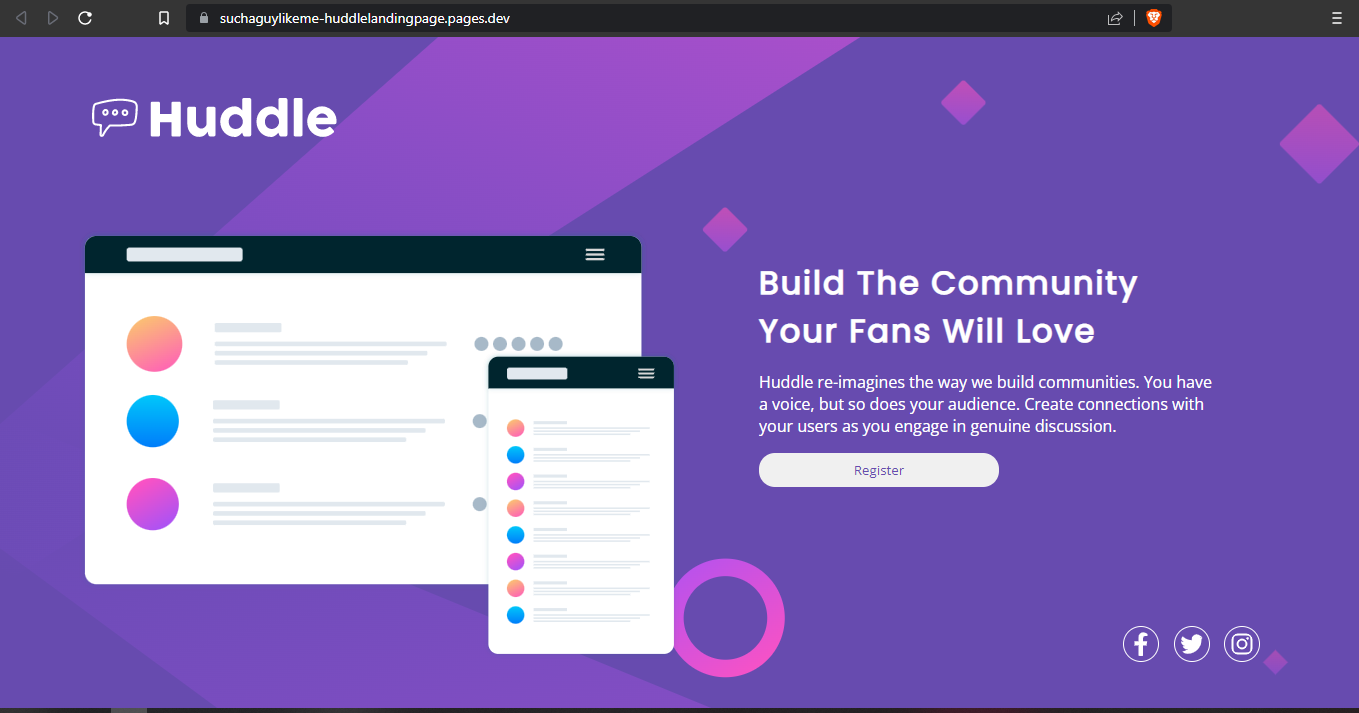 suchaguylikeme-huddlelandingpage.pages.dev
Huddle
Build The Community
Your Fans Will Love
Huddle re-imagines the way we build communities. You have
a voice, but so does your audience. Create connections with
your users as you engage in genuine discussion.
Register